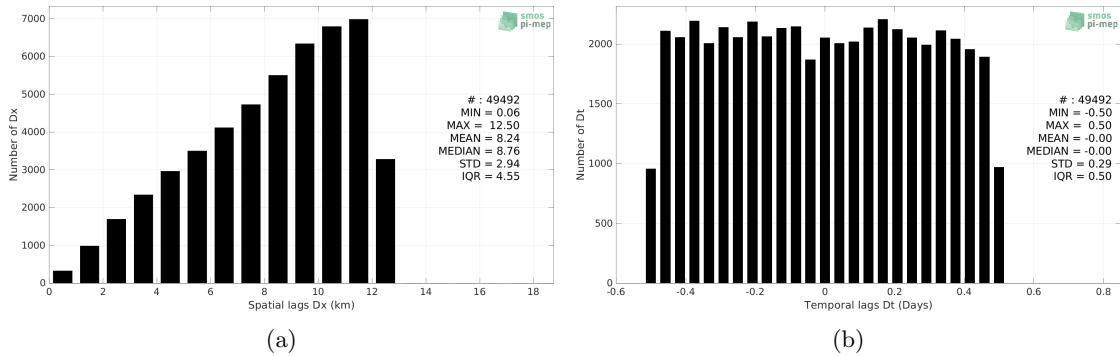 7000
6000
5000
4000
3000
2000
1000
0
Number of Dx
0 2 4 6 8 10 12 14 16 18
Spatial lags Dx (km)
smos
pi-mep
# : 49492
MIN = 0.06
MAX = 12.50
MEAN = 8.24
MEDIAN = 8.76
STD = 2.94
IQR = 4.55
(a)
2000
1500
1000
500
0
Number of Dt
-0.6 -0.4 -0.2 0 0.2 0.4 0.6 0.8
Temporal lags Dt (Days)
smos
pi-mep
# : 49492
MIN = -0.50
MAX = 0.50
MEAN = -0.00
MEDIAN = -0.00
STD = 0.29
IQR = 0.50
(b)